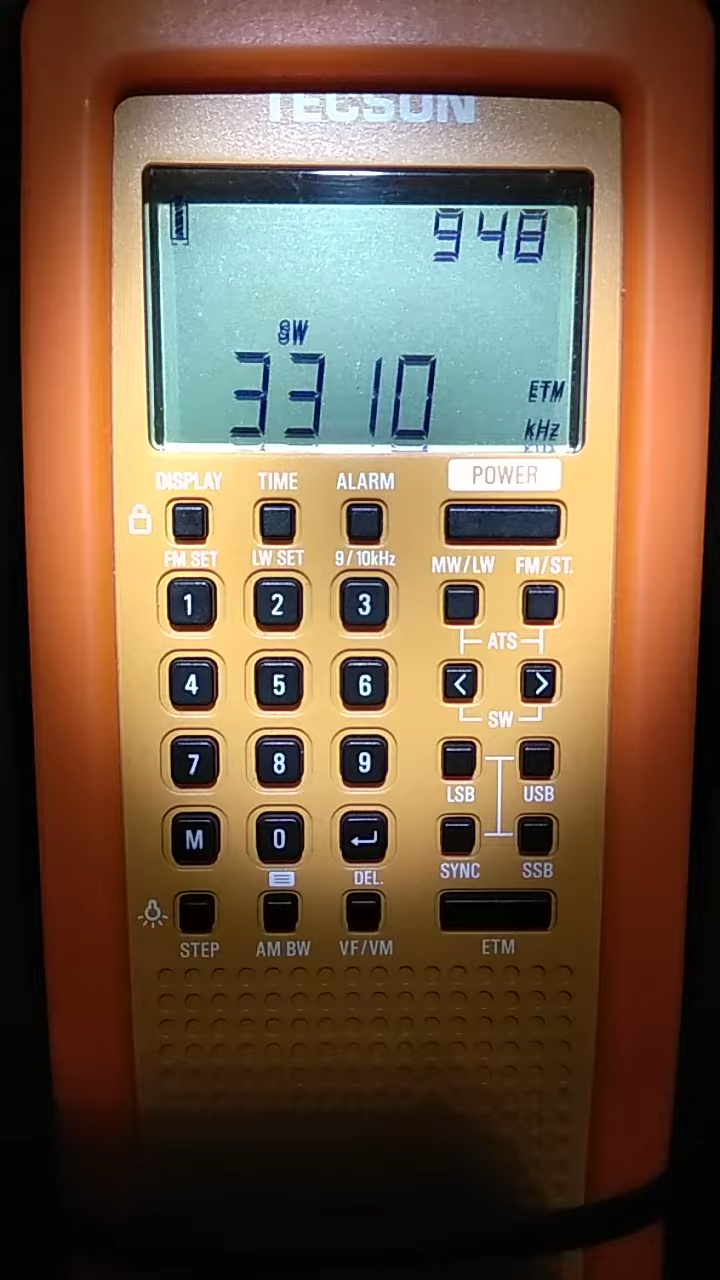 TECSUN
948
SW
3310
ETM
kHz
DISPLAY TIME ALARM POWER
FM SET LW SET 9/10kHz MW/LW FM/ST.
1 2 3
ATS
4 5 6 < >
SW
7 8 9
LSB USB
M 0
DEL. SYNC SSB
STEP AM BW VF/VM ETM